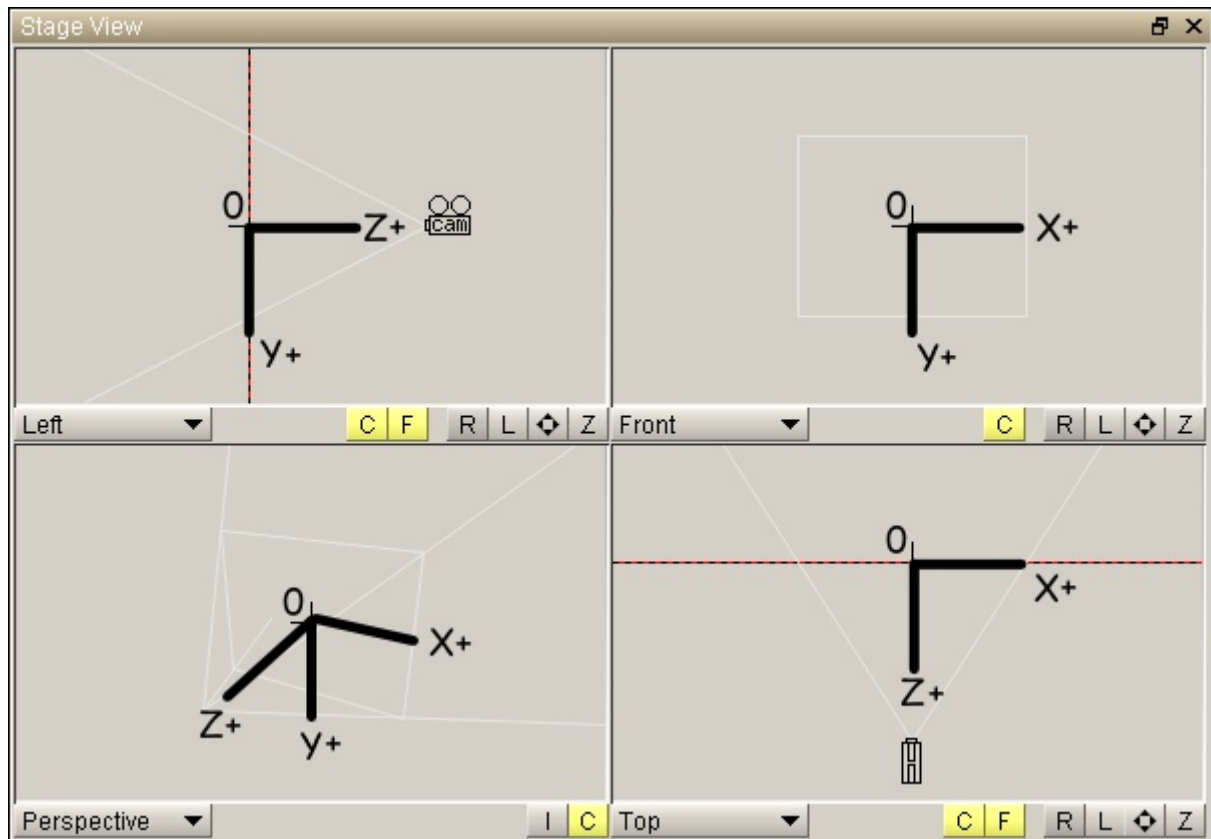 Stage View
0
Z+
cam
Y+
0
X+
Y+
Left
C F R L Z
Front
C R L Z
0
X+
Z+
Y+
0
X+
Z+
Perspective
I C
Top
C F R L Z